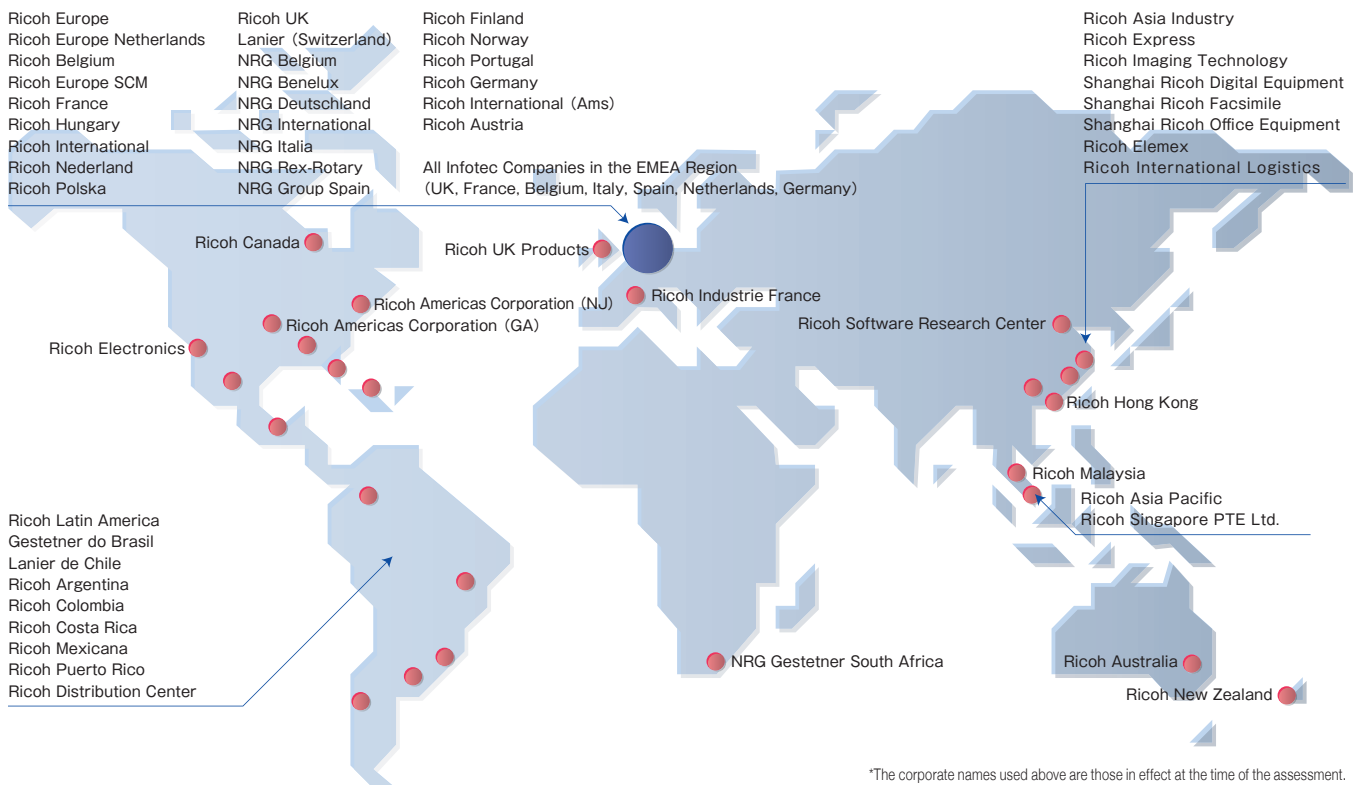 Ricoh Europe
Ricoh Europe Netherlands
Ricoh Belgium
Ricoh Europe SCM
Ricoh France
Ricoh Hungary
Ricoh International
Ricoh Nederland
Ricoh Polska
Ricoh UK
Lanier (Switzerland)
NRG Belgium
NRG Benelux
NRG Deutschland
NRG International
NRG Italia
NRG Rex-Rotary
NRG Group Spain
Ricoh Finland
Ricoh Norway
Ricoh Portugal
Ricoh Germany
Ricoh International (Ams)
Ricoh Austria
All Infotec Companies in the EMEA Region
(UK, France, Belgium, Italy, Spain, Netherlands, Germany)
Ricoh Asia Industry
Ricoh Express
Ricoh Imaging Technology
Shanghai Ricoh Digital Equipment
Shanghai Ricoh Facsimile
Shanghai Ricoh Office Equipment
Ricoh Elemex
Ricoh International Logistics
Ricoh Canada
Ricoh UK Products
Ricoh Industrie France
Ricoh Americas Corporation (NJ)
Ricoh Americas Corporation (GA)
Ricoh Software Research Center
Ricoh Electronics
Ricoh Hong Kong
Ricoh Malaysia
Ricoh Asia Pacific
Ricoh Singapore PTE Ltd.
Ricoh Latin America
Gestetner do Brasil
Lanier de Chile
Ricoh Argentina
Ricoh Colombia
Ricoh Costa Rica
Ricoh Mexicana
Ricoh Puerto Rico
Ricoh Distribution Center
NRG Gestetner South Africa
Ricoh Australia
Ricoh New Zealand
*The corporate names used above are those in effect at the time of the assessment.